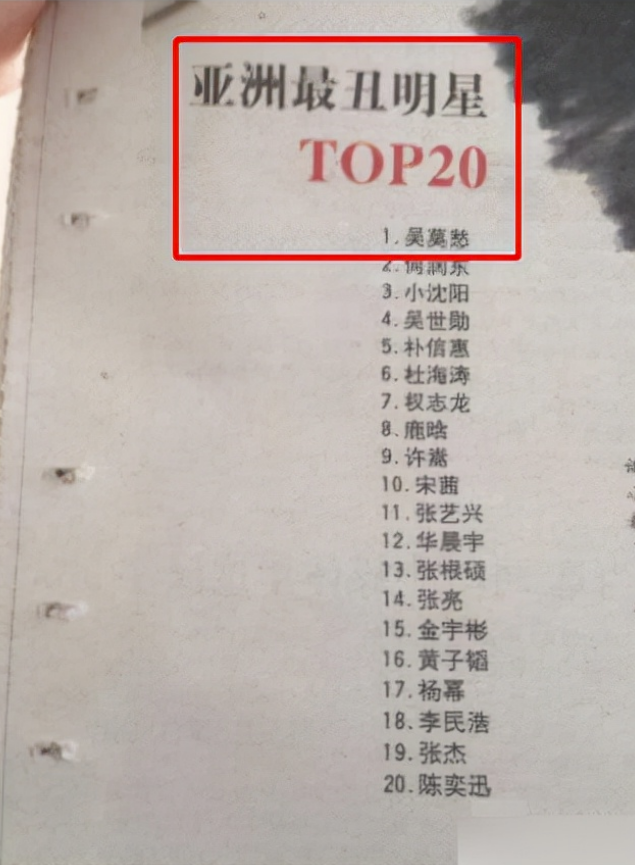 亚洲最丑明星
TOP20
1.吴莫愁
2.何润东
3.小沈阳
4.吴世勋
5.朴信惠
6.杜海涛
7.权志龙
8.鹿晗
9.许嵩
10.宋茜
11.张艺兴
12.华晨宇
13.张根硕
14.张亮
15.金宇彬
16.黄子韬
17.杨幂
18.李民浩
19.张杰
20.陈奕迅